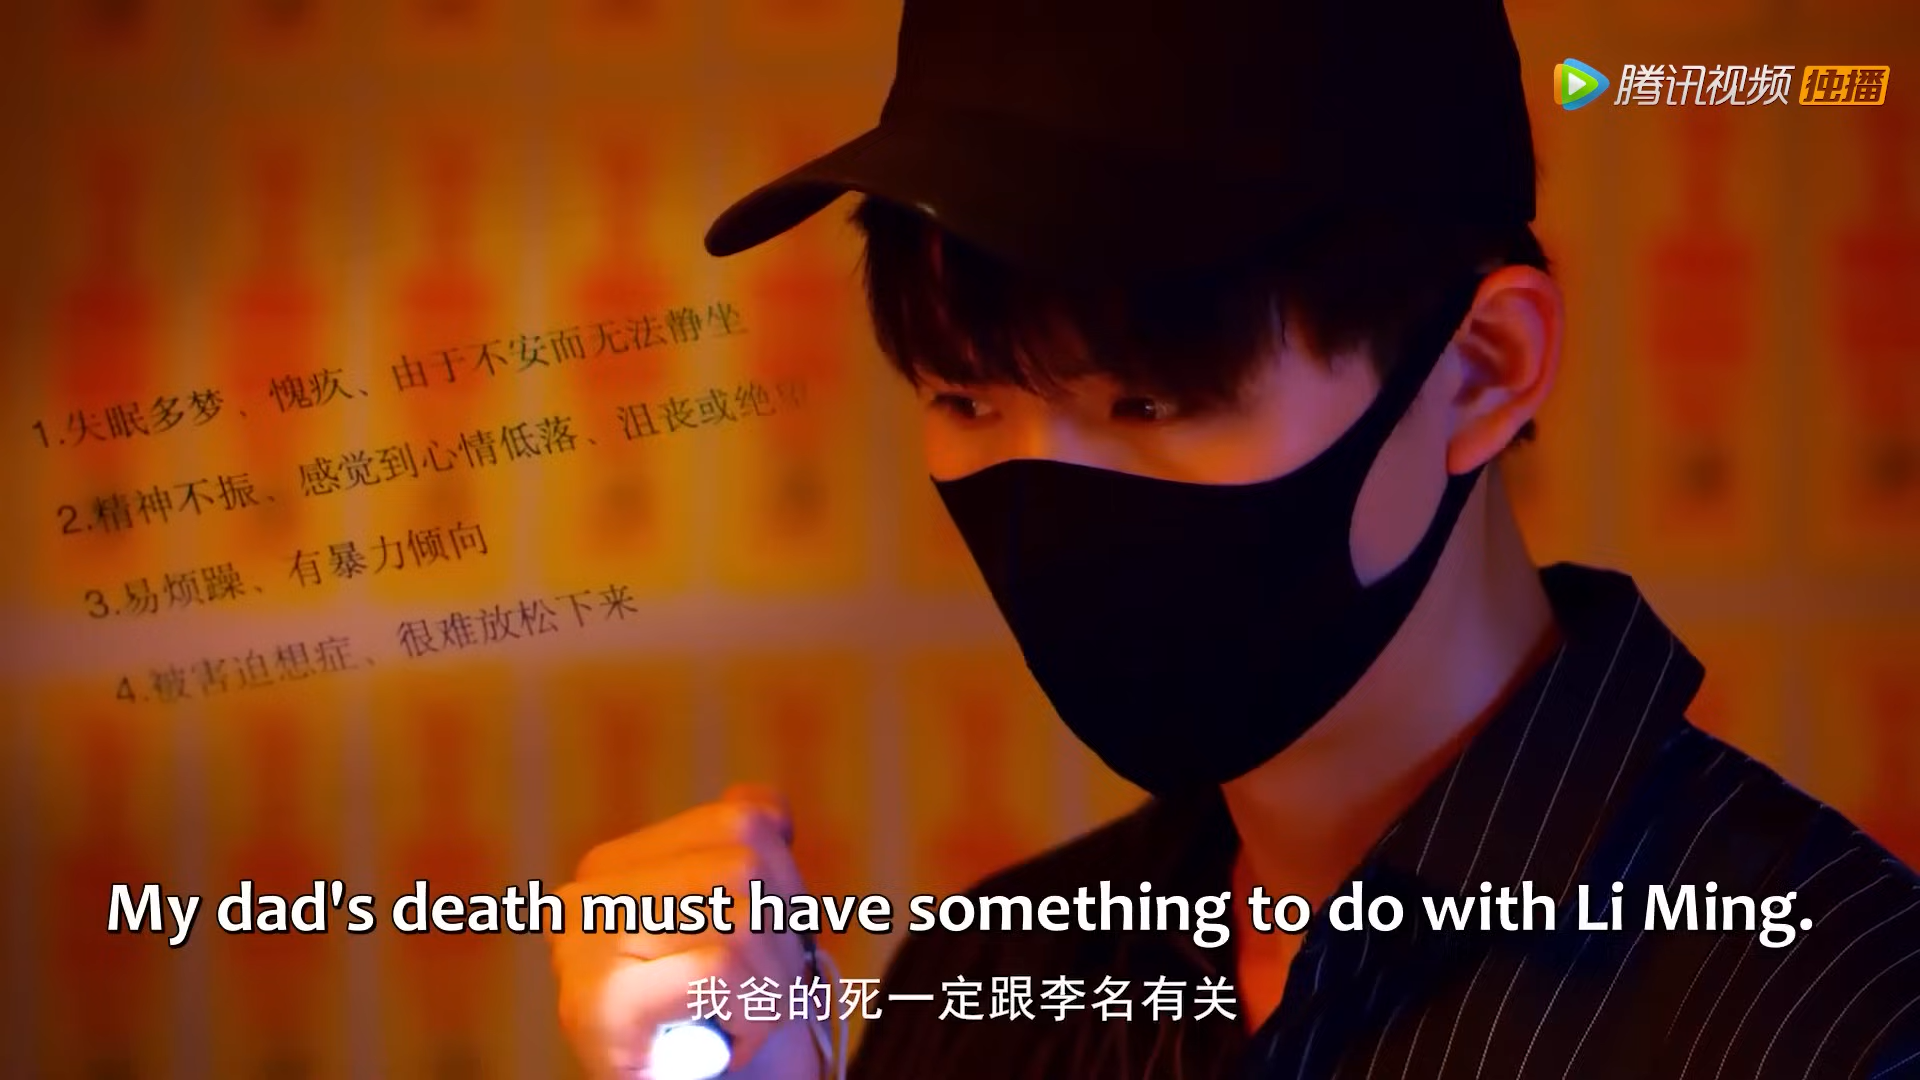 腾讯视频 独播
1.失眠多梦、愧疚、由于不安而无法静坐
2.精神不振、感觉到心情低落、沮丧或绝望
3.易烦躁、有暴力倾向
4.被害迫想症、很难放松下来
My dad's death must have something to do with Li Ming.
我爸的死一定跟李名有关